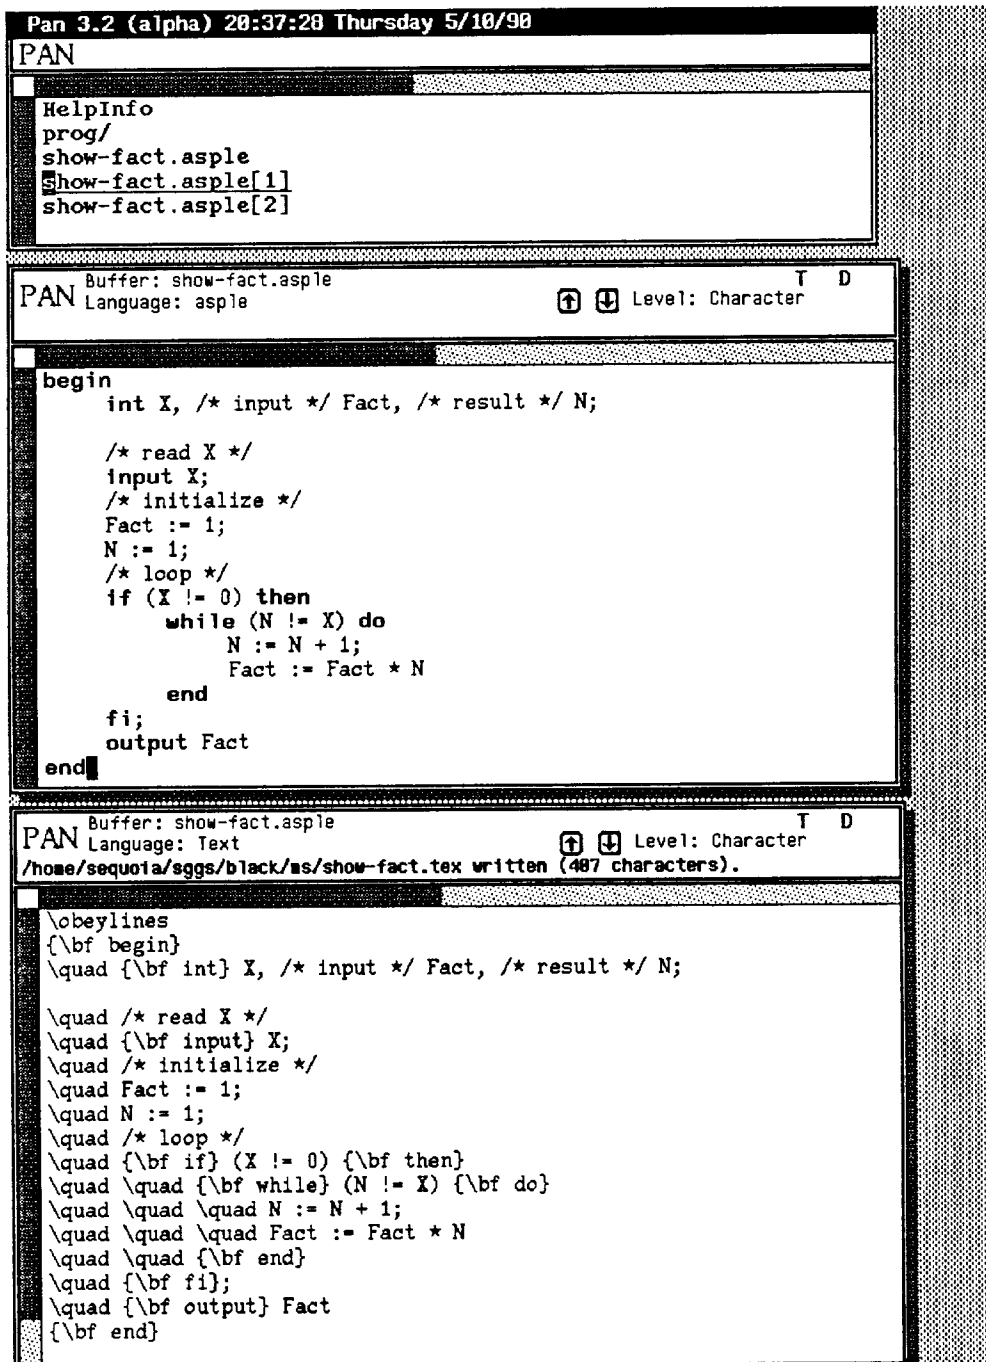 Pan 3.2 (alpha) 20:37:28 Thursday 5/10/90
PAN
HelpInfo
prog/
show-fact.asple
show-fact.asple[1]
show-fact.asple[2]
PAN
Buffer: show-fact.asple
T D
Language: asple
Level: Character
begin
int X, /* input */ Fact, /* result */ N;
/* read X */
input X;
/* initialize */
Fact := 1;
N := 1;
/* loop */
if (X != 0) then
while (N != X) do
N := N + 1;
Fact := Fact * N
end
fi;
output Fact
end
PAN
Buffer: show-fact.asple
T D
Language: Text
Level: Character
/home/sequoia/sggs/black/ms/show-fact.tex written (407 characters).
\obeylines
{\bf begin}
\quad {\bf int} X, /* input */ Fact, /* result */ N;
\quad /* read X */
\quad {\bf input} X;
\quad /* initialize */
\quad Fact := 1;
\quad N := 1;
\quad /* loop */
\quad {\bf if} (X != 0) {\bf then}
\quad \quad {\bf while} (N != X) {\bf do}
\quad \quad \quad N := N + 1;
\quad \quad \quad Fact := Fact * N
\quad \quad {\bf end}
\quad {\bf fi};
\quad {\bf output} Fact
{\bf end}